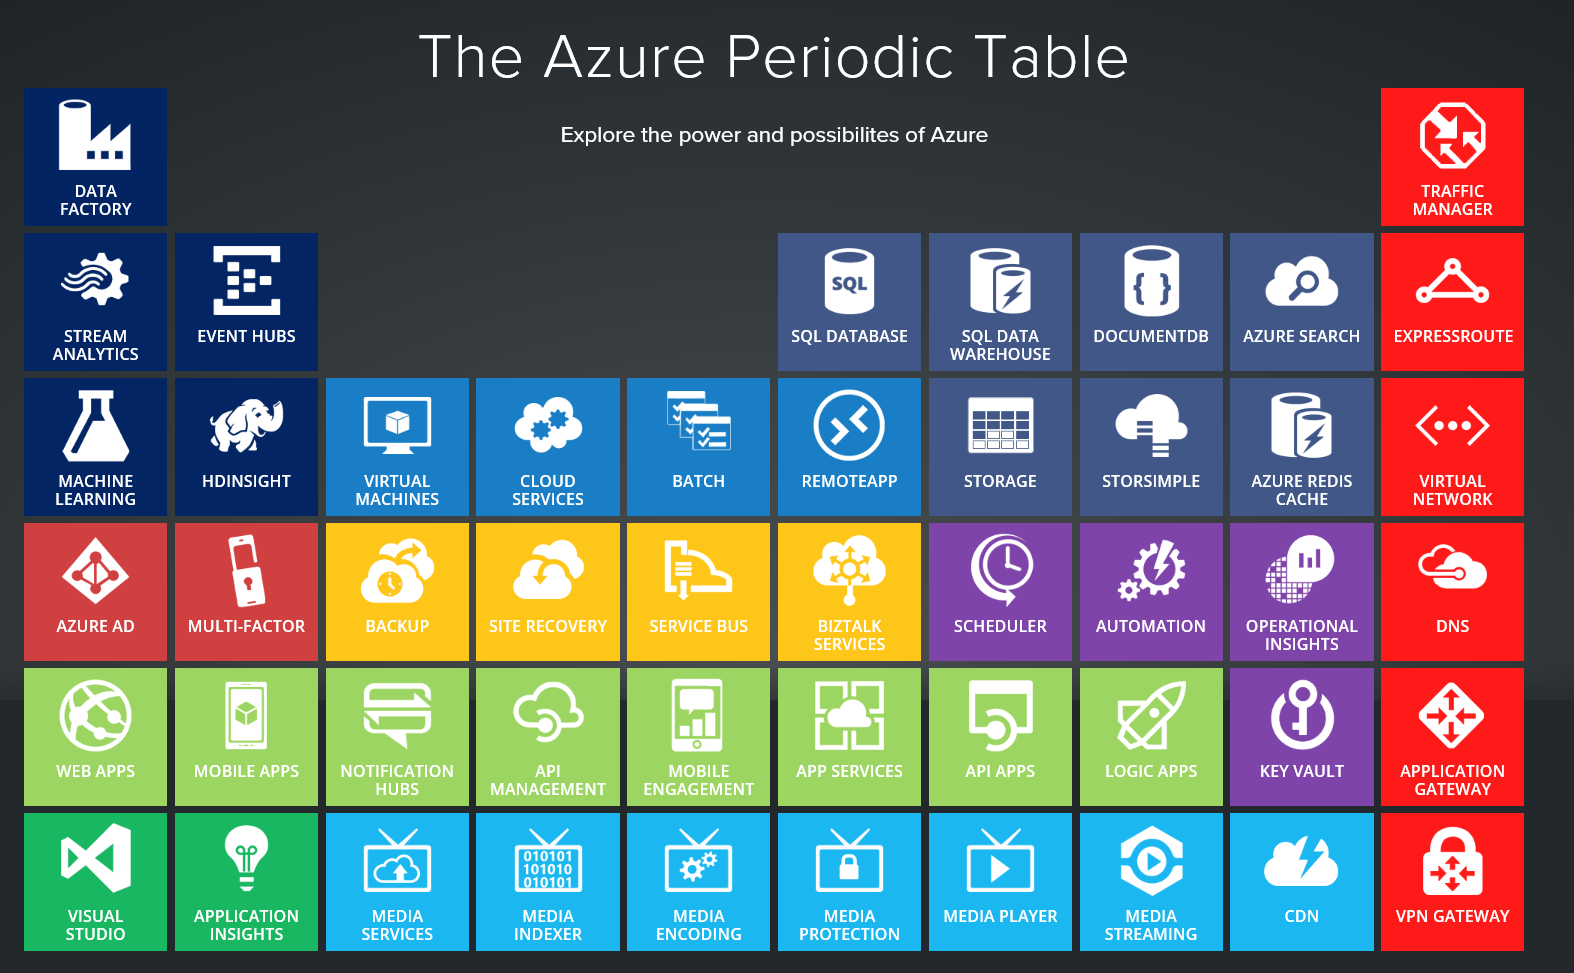 The Azure Periodic Table
Explore the power and possibilites of Azure
DATA
FACTORY
TRAFFIC
MANAGER
STREAM
ANALYTICS
EVENT HUBS
SQL
SQL DATABASE
SQL DATA
WAREHOUSE
{ }
DOCUMENTDB
AZURE SEARCH
EXPRESSROUTE
MACHINE
LEARNING
HDINSIGHT
VIRTUAL
MACHINES
CLOUD
SERVICES
BATCH
REMOTEAPP
STORAGE
STORSIMPLE
AZURE REDIS
CACHE
VIRTUAL
NETWORK
AZURE AD
MULTI-FACTOR
BACKUP
SITE RECOVERY
SERVICE BUS
BIZTALK
SERVICES
SCHEDULER
AUTOMATION
OPERATIONAL
INSIGHTS
DNS
WEB APPS
MOBILE APPS
NOTIFICATION
HUBS
API
MANAGEMENT
MOBILE
ENGAGEMENT
APP SERVICES
API APPS
LOGIC APPS
KEY VAULT
APPLICATION
GATEWAY
VISUAL
STUDIO
APPLICATION
INSIGHTS
MEDIA
SERVICES
010101
101010
010101
MEDIA
INDEXER
MEDIA
ENCODING
MEDIA
PROTECTION
MEDIA PLAYER
MEDIA
STREAMING
CDN
VPN GATEWAY